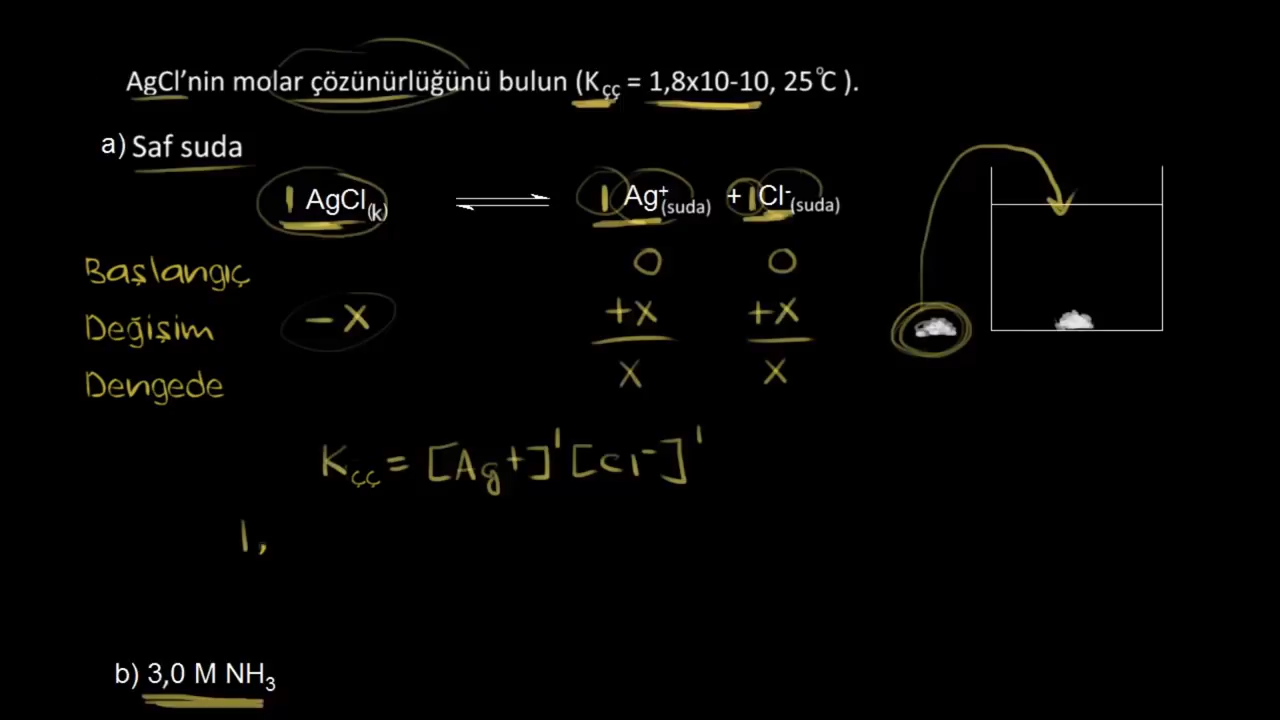 AgCl'nin molar çözünürlüğünü bulun (Kçç = 1,8x10-10, 25°C ).
a) Saf suda
1 AgCl(k) ⇌ 1 Ag+(suda) + 1 Cl-(suda)
Başlangıç 0 0
Değişim -x +x +x
Dengede x x
Kçç = [Ag+]¹ [Cl-]¹
1,
b) 3,0 M NH3